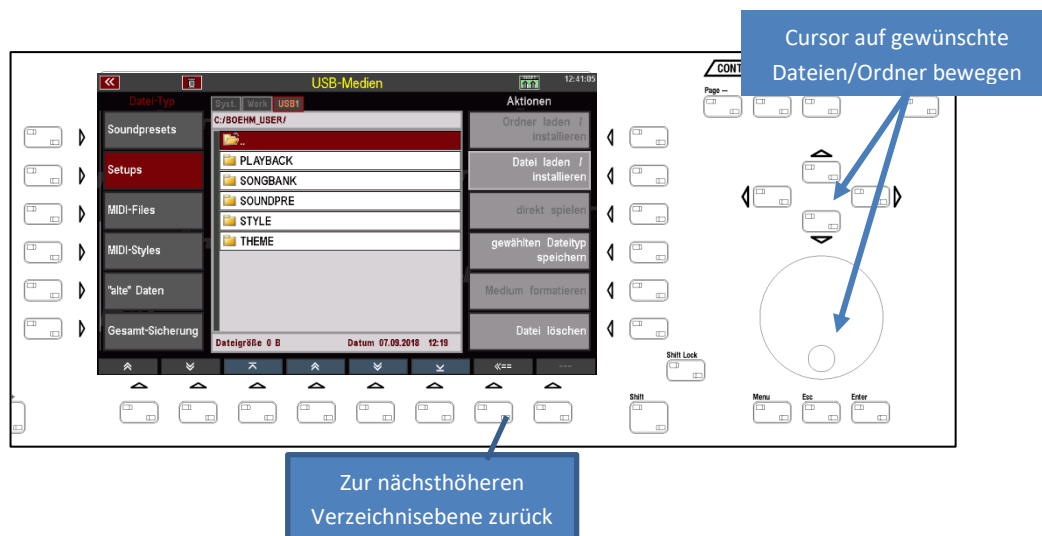 Cursor auf gewünschte
Dateien/Ordner bewegen
CONT
Page —
USB-Medien
12:41:05
Datei-Typ
Syst. Work USB1
Aktionen
C:/BOEHM_USER/
..
PLAYBACK
SONGBANK
SOUNDPRE
STYLE
THEME
Soundpresets
Setups
MIDI-Files
MIDI-Styles
"alte" Daten
Gesamt-Sicherung
Ordner laden /
installieren
Datei laden /
installieren
direkt spielen
gewählten Dateityp
speichern
Medium formatieren
Datei löschen
Dateigröße 0 B Datum 07.09.2018 12:19
«==
---
Shift Lock
Shift
Menu Esc Enter
Zur nächsthöheren
Verzeichnisebene zurück